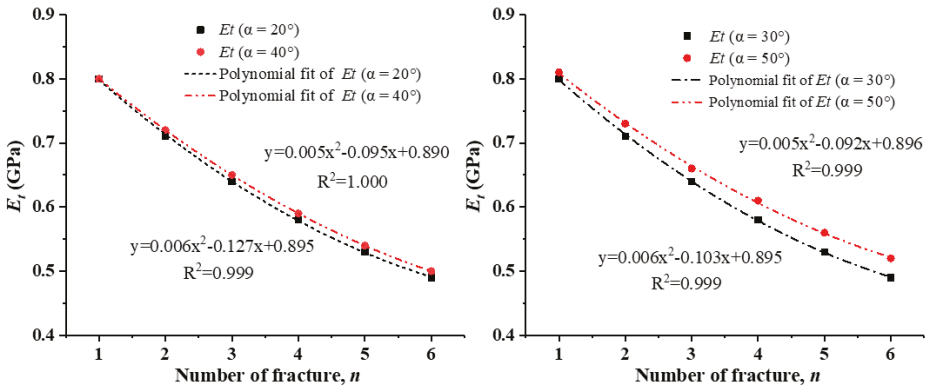 0.9
0.8
0.7
0.6
0.5
0.4
E_t (GPa)
Et (α = 20°)
Et (α = 40°)
Polynomial fit of Et (α = 20°)
Polynomial fit of Et (α = 40°)
y=0.005x²-0.095x+0.890
R²=1.000
y=0.006x²-0.127x+0.895
R²=0.999
1 2 3 4 5 6
Number of fracture, n
0.9
0.8
0.7
0.6
0.5
0.4
E_t (GPa)
Et (α = 30°)
Et (α = 50°)
Polynomial fit of Et (α = 30°)
Polynomial fit of Et (α = 50°)
y=0.005x²-0.092x+0.896
R²=0.999
y=0.006x²-0.103x+0.895
R²=0.999
1 2 3 4 5 6
Number of fracture, n